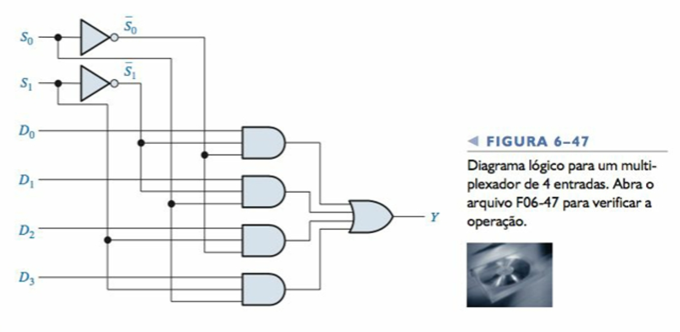 S0
S̄0
S1
S̄1
D0
D1
D2
D3
Y
◀ FIGURA 6–47
Diagrama lógico para um multi-
plexador de 4 entradas. Abra o
arquivo F06-47 para verificar a
operação.